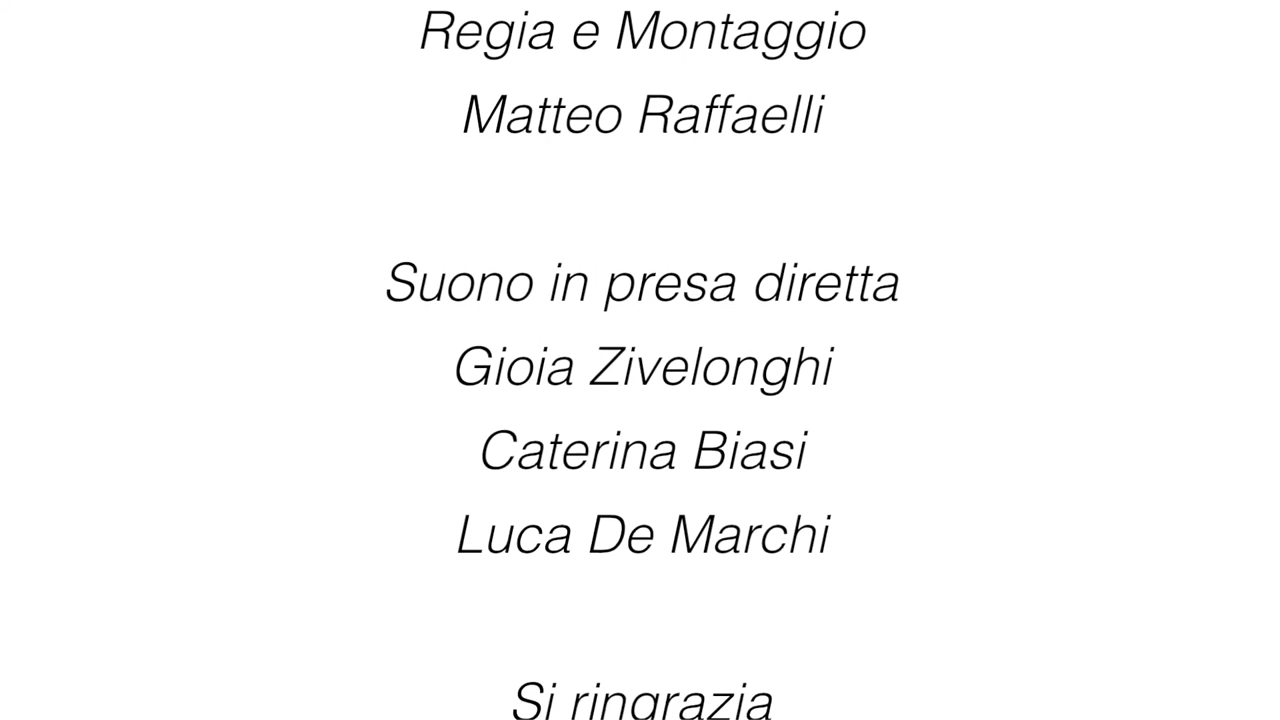 Regia e Montaggio
Matteo Raffaelli
Suono in presa diretta
Gioia Zivelonghi
Caterina Biasi
Luca De Marchi
Si ringrazia